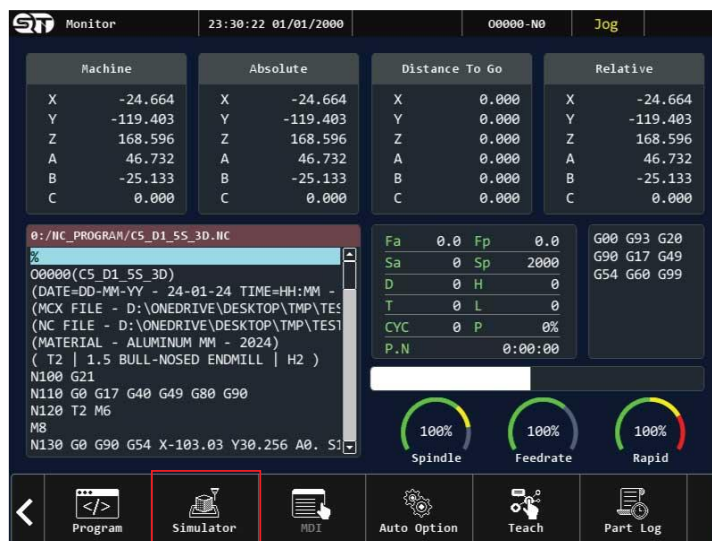 Monitor 23:30:22 01/01/2000 O0000-N0 Jog
Machine Absolute Distance To Go Relative
X -24.664 X -24.664 X 0.000 X -24.664
Y -119.403 Y -119.403 Y 0.000 Y -119.403
Z 168.596 Z 168.596 Z 0.000 Z 168.596
A 46.732 A 46.732 A 0.000 A 46.732
B -25.133 B -25.133 B 0.000 B -25.133
C 0.000 C 0.000 C 0.000 C 0.000
0:/NC_PROGRAM/C5_D1_5S_3D.NC
%
O0000(C5_D1_5S_3D)
(DATE=DD-MM-YY - 24-01-24 TIME=HH:MM -
(MCX FILE - D:\ONEDRIVE\DESKTOP\TMP\TES
(NC FILE - D:\ONEDRIVE\DESKTOP\TMP\TEST
(MATERIAL - ALUMINUM MM - 2024)
( T2 | 1.5 BULL-NOSED ENDMILL | H2 )
N100 G21
N110 G0 G17 G40 G49 G80 G90
N120 T2 M6
M8
N130 G0 G90 G54 X-103.03 Y30.256 A0. S1
Fa 0.0 Fp 0.0
Sa 0 Sp 2000
D 0 H 0
T 0 L 0
CYC 0 P 0%
P.N 0:00:00
G00 G93 G20
G90 G17 G49
G54 G60 G99
100% 100% 100%
Spindle Feedrate Rapid
Program Simulator MDI Auto Option Teach Part Log